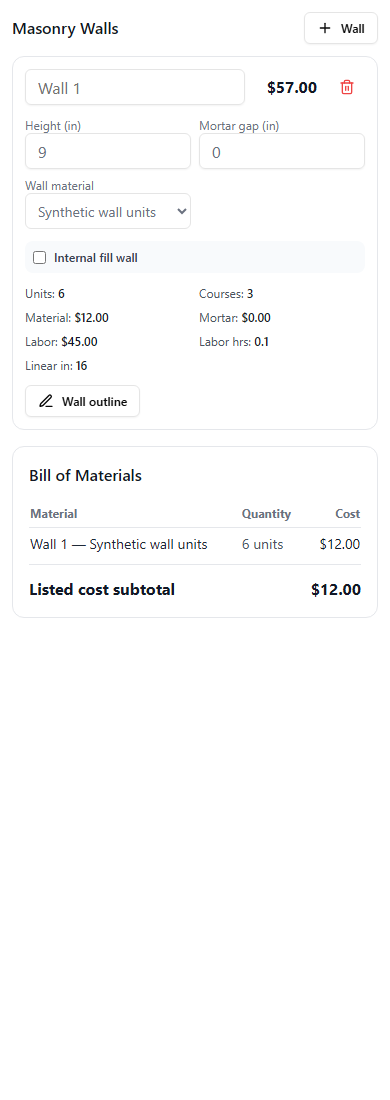 Masonry Walls
Wall
Wall 1
$57.00
Height (in)
Mortar gap (in)
9
0
Wall material
Synthetic wall units
Internal fill wall
Units: 6
Courses: 3
Material: $12.00
Mortar: $0.00
Labor: $45.00
Labor hrs: 0.1
Linear in: 16
Wall outline
Bill of Materials
Material Quantity Cost
Wall 1 — Synthetic wall units 6 units $12.00
Listed cost subtotal $12.00